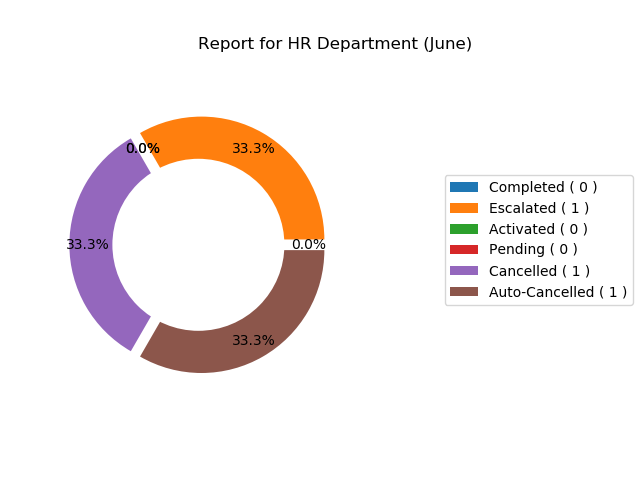 Report for HR Department (June)
0.0%
33.3%
33.3%
0.0%
33.3%
Completed ( 0 )
Escalated ( 1 )
Activated ( 0 )
Pending ( 0 )
Cancelled ( 1 )
Auto-Cancelled ( 1 )